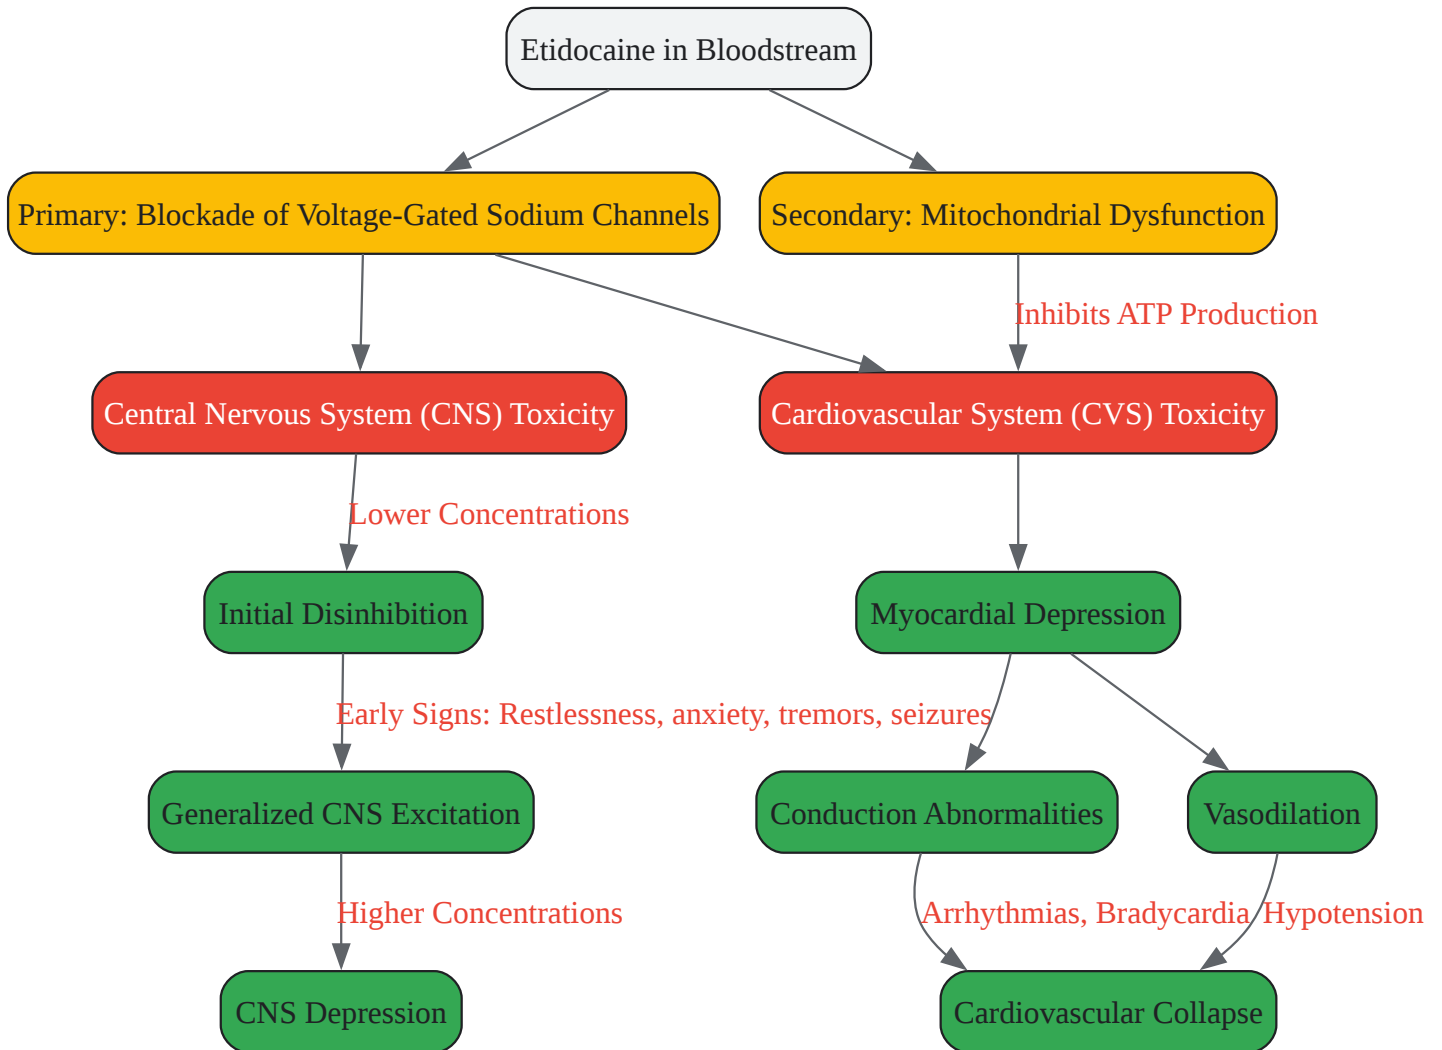 Etidocaine in Bloodstream
Primary: Blockade of Voltage-Gated Sodium Channels
Secondary: Mitochondrial Dysfunction
Inhibits ATP Production
Central Nervous System (CNS) Toxicity
Cardiovascular System (CVS) Toxicity
Lower Concentrations
Initial Disinhibition
Myocardial Depression
Early Signs: Restlessness, anxiety, tremors, seizures
Generalized CNS Excitation
Conduction Abnormalities
Vasodilation
Higher Concentrations
Arrhythmias, Bradycardia
Hypotension
CNS Depression
Cardiovascular Collapse